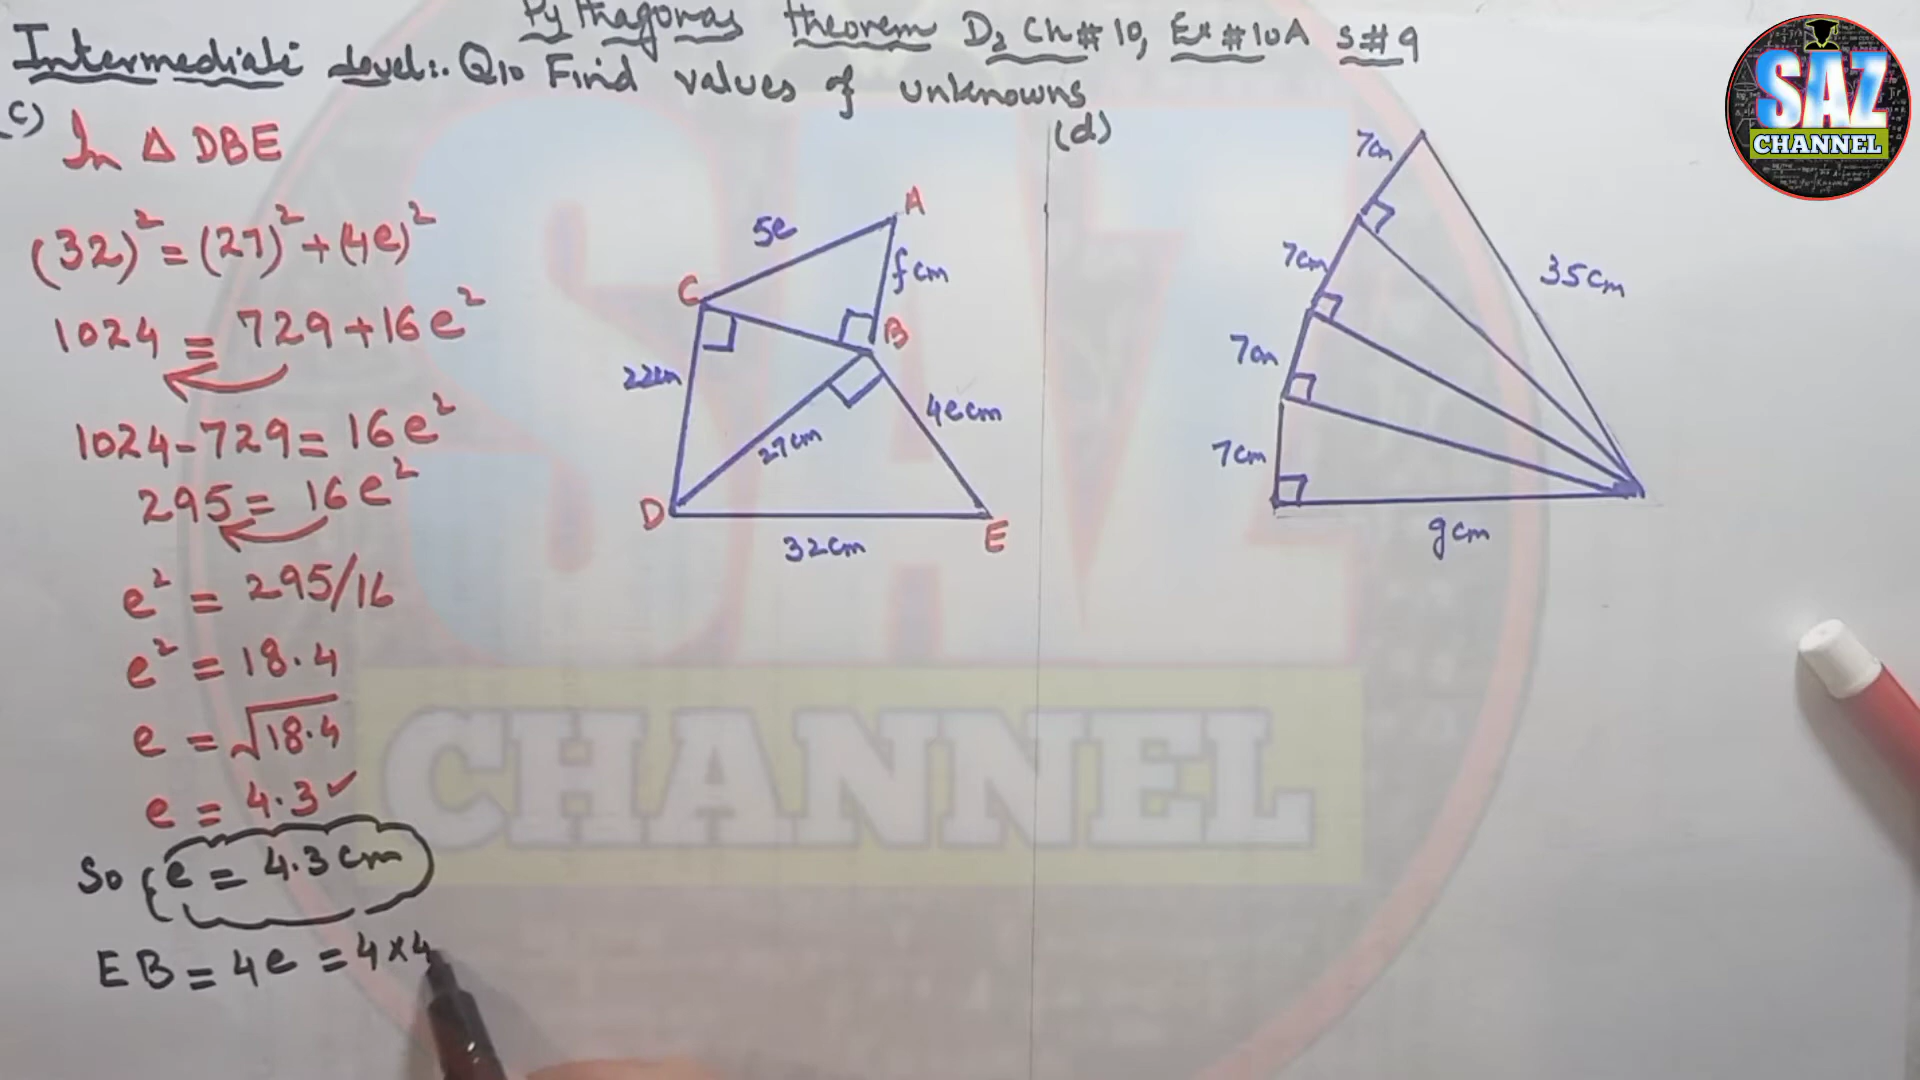 Pythagoras theorem D2 Ch#10, Ex#10A S#9
Intermediate level:. Q10 Find values of unknowns
(c) In Δ DBE
(32)² = (27)² + (4e)²
1024 = 729 + 16e²
1024 - 729 = 16e²
295 = 16e²
e² = 295/16
e² = 18.4
e = √18.4
e = 4.3 ✓
So e = 4.3 cm
EB = 4e = 4×4
A
5e
f cm
C
B
22cm
4e cm
27cm
D
E
32cm
(d)
7cm
7cm
35cm
7cm
7cm
g cm
SAZ
CHANNEL
SAZ
CHANNEL